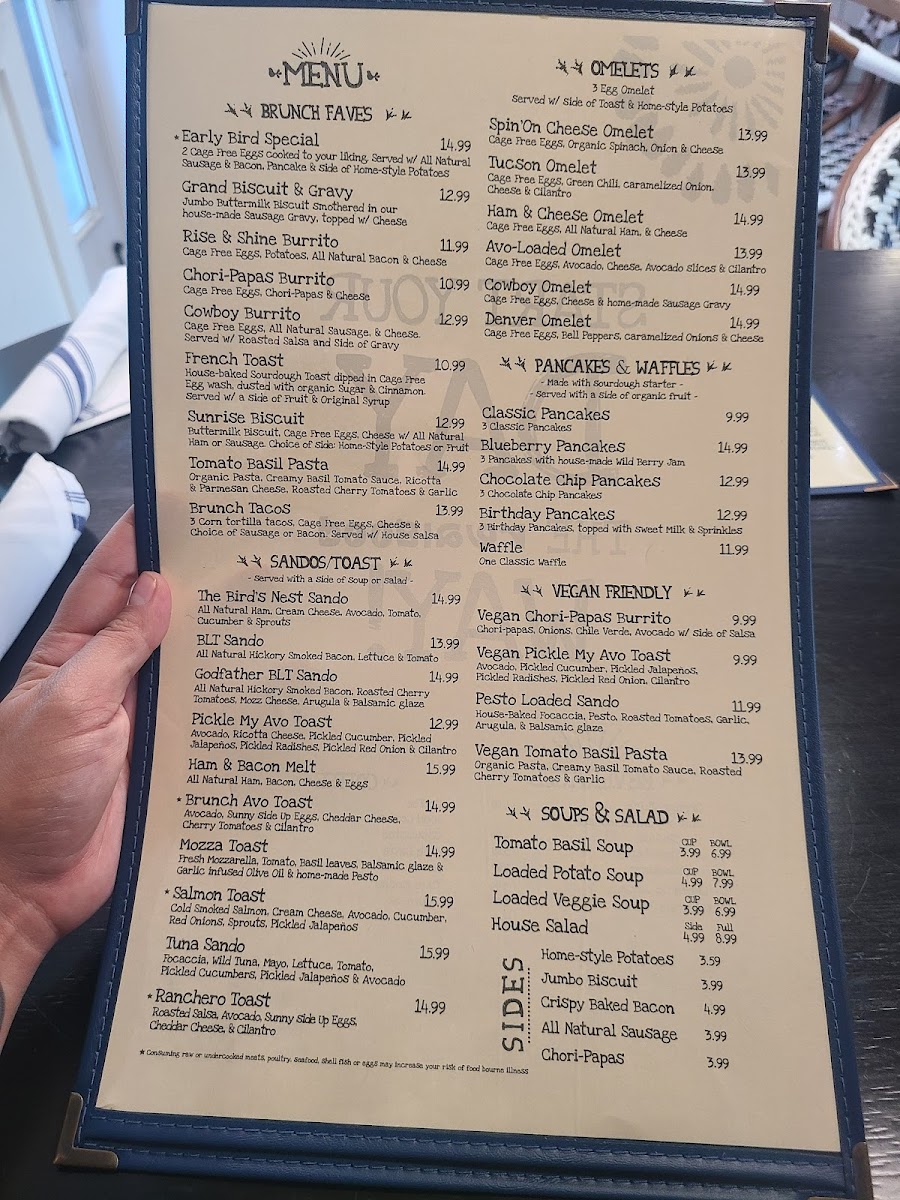 MENU
BRUNCH FAVES
* Early Bird Special 14.99
2 Cage Free Eggs cooked to your liking, Served w/ All Natural
Sausage & Bacon, Pancake & side of Home-style Potatoes
Grand Biscuit & Gravy 12.99
Jumbo Buttermilk Biscuit smothered in our
house-made Sausage Gravy, topped w/ Cheese
Rise & Shine Burrito 11.99
Cage Free Eggs, Potatoes, All Natural Bacon & Cheese
Chori-Papas Burrito 10.99
Cage Free Eggs, Chori-Papas & Cheese
Cowboy Burrito 12.99
Cage Free Eggs, All Natural Sausage, & Cheese.
Served w/ Roasted Salsa and Side of Gravy
French Toast 10.99
House-baked Sourdough Toast dipped in Cage Free
Egg wash, dusted with organic Sugar & Cinnamon.
Served w/ a side of Fruit & Original Syrup
Sunrise Biscuit 12.99
Buttermilk Biscuit, Cage Free Eggs, Cheese w/ All Natural
Ham or Sausage. Choice of side: Home-Style Potatoes or Fruit
Tomato Basil Pasta 14.99
Organic Pasta, Creamy Basil Tomato Sauce, Ricotta
& Parmesan Cheese, Roasted Cherry Tomatoes & Garlic
Brunch Tacos 13.99
3 Corn tortilla tacos, Cage Free Eggs, Cheese &
Choice of Sausage or Bacon. Served w/ House salsa
SANDOS/TOAST
- served with a side of soup or salad -
The Bird's Nest Sando 14.99
All Natural Ham, Cream Cheese, Avocado, Tomato,
Cucumber & Sprouts
BLT Sando 13.99
All Natural Hickory Smoked Bacon, Lettuce & Tomato
Godfather BLT Sando 14.99
All Natural Hickory Smoked Bacon, Roasted Cherry
Tomatoes, Mozz Cheese, Arugula & Balsamic glaze
Pickle My Avo Toast 12.99
Avocado, Ricotta Cheese, Pickled Cucumber, Pickled
Jalapeños, Pickled Radishes, Pickled Red Onion & Cilantro
Ham & Bacon Melt 15.99
All Natural Ham, Bacon, Cheese & Eggs
* Brunch Avo Toast 14.99
Avocado, Sunny Side Up Eggs, Cheddar Cheese,
Cherry Tomatoes & Cilantro
Mozza Toast 14.99
Fresh Mozzarella, Tomato, Basil leaves, Balsamic glaze &
Garlic infused Olive Oil & home-made Pesto
* Salmon Toast 15.99
Cold Smoked Salmon, Cream Cheese, Avocado, Cucumber,
Red Onions, Sprouts, Pickled Jalapeños
Tuna Sando 15.99
Focaccia, Wild Tuna, Mayo, Lettuce, Tomato,
Pickled Cucumbers, Pickled Jalapeños & Avocado
* Ranchero Toast 14.99
Roasted Salsa, Avocado, Sunny Side Up Eggs,
Cheddar Cheese, & Cilantro
* Consuming raw or undercooked meats, poultry, seafood, shell fish or eggs may increase your risk of food bourne illness
OMELETS
3 Egg Omelet
Served w/ side of Toast & Home-style Potatoes
Spin'On Cheese Omelet 13.99
Cage Free Eggs, Organic Spinach, Onion & Cheese
Tucson Omelet 13.99
Cage Free Eggs, Green Chili, caramelized Onion,
Cheese & Cilantro
Ham & Cheese Omelet 14.99
Cage Free Eggs, All Natural Ham, & Cheese
Avo-Loaded Omelet 13.99
Cage Free Eggs, Avocado, Cheese, Avocado slices & Cilantro
Cowboy Omelet 14.99
Cage Free Eggs, Cheese & home-made Sausage Gravy
Denver Omelet 14.99
Cage Free Eggs, Bell Peppers, caramelized Onions & Cheese
PANCAKES & WAFFLES
- Made with sourdough starter -
- served with a side of organic fruit -
Classic Pancakes 9.99
3 Classic Pancakes
Blueberry Pancakes 14.99
3 Pancakes with house-made Wild Berry Jam
Chocolate Chip Pancakes 12.99
3 Chocolate Chip Pancakes
Birthday Pancakes 12.99
3 Birthday Pancakes, topped with sweet Milk & Sprinkles
Waffle 11.99
One Classic Waffle
VEGAN FRIENDLY
Vegan Chori-Papas Burrito 9.99
Chori-papas, Onions, Chile Verde, Avocado w/ side of Salsa
Vegan Pickle My Avo Toast 9.99
Avocado, Pickled Cucumber, Pickled Jalapeños,
Pickled Radishes, Pickled Red Onion, Cilantro
Pesto Loaded Sando 11.99
House-Baked Focaccia, Pesto, Roasted Tomatoes, Garlic,
Arugula, & Balsamic glaze
Vegan Tomato Basil Pasta 13.99
Organic Pasta, Creamy Basil Tomato Sauce, Roasted
Cherry Tomatoes & Garlic
SOUPS & SALAD
CUP BOWL
Tomato Basil Soup 3.99 6.99
CUP BOWL
Loaded Potato Soup 4.99 7.99
CUP BOWL
Loaded Veggie Soup 3.99 6.99
Side Full
House Salad 4.99 8.99
SIDES
Home-style Potatoes 3.59
Jumbo Biscuit 3.99
Crispy Baked Bacon 4.99
All Natural Sausage 3.99
Chori-Papas 3.99